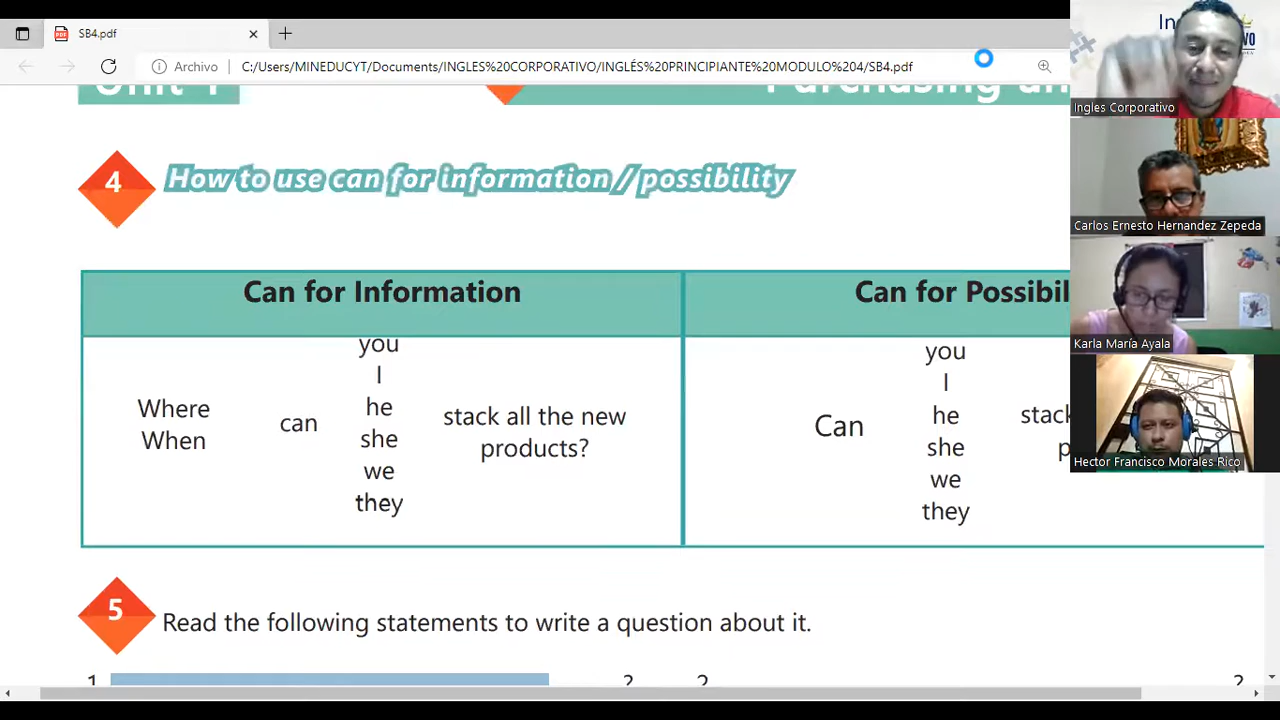 SB4.pdf
Archivo
C:/Users/MINEDUCYT/Documents/INGLES%20CORPORATIVO/INGLÉS%20PRINCIPIANTE%20MODULO%204/SB4.pdf
4
How to use can for information / possibility
Can for Information
Can for Possibil
Where
When
can
you
I
he
she
we
they
stack all the new
products?
Can
you
I
he
she
we
they
stack
p
5
Read the following statements to write a question about it.
1
?
2
?
Ingles Corporativo
Carlos Ernesto Hernandez Zepeda
Karla María Ayala
Hector Francisco Morales Rico